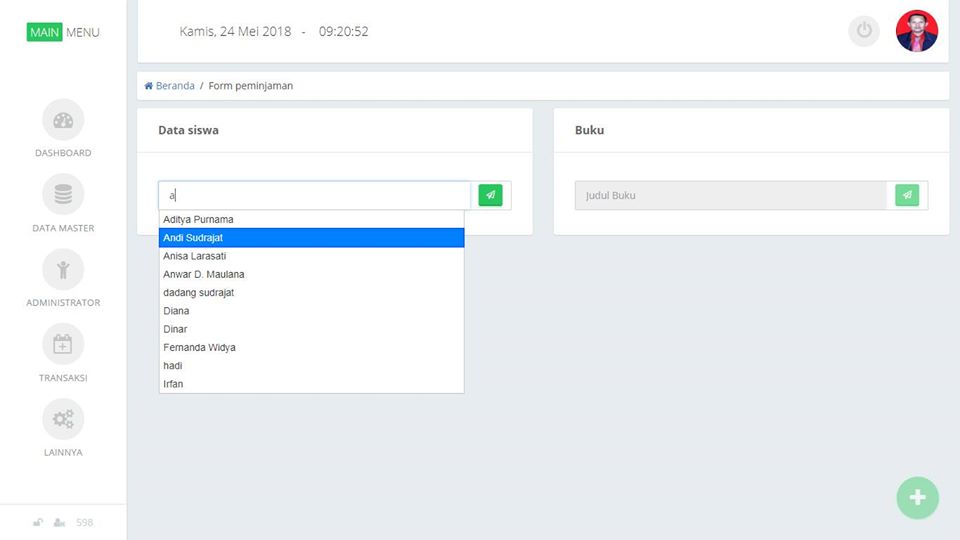 MAIN MENU
Kamis, 24 Mei 2018 - 09:20:52
Beranda / Form peminjaman
DASHBOARD
DATA MASTER
ADMINISTRATOR
TRANSAKSI
LAINNYA
598
Data siswa
a
Aditya Purnama
Andi Sudrajat
Anisa Larasati
Anwar D. Maulana
dadang sudrajat
Diana
Dinar
Fernanda Widya
hadi
Irfan
Buku
Judul Buku